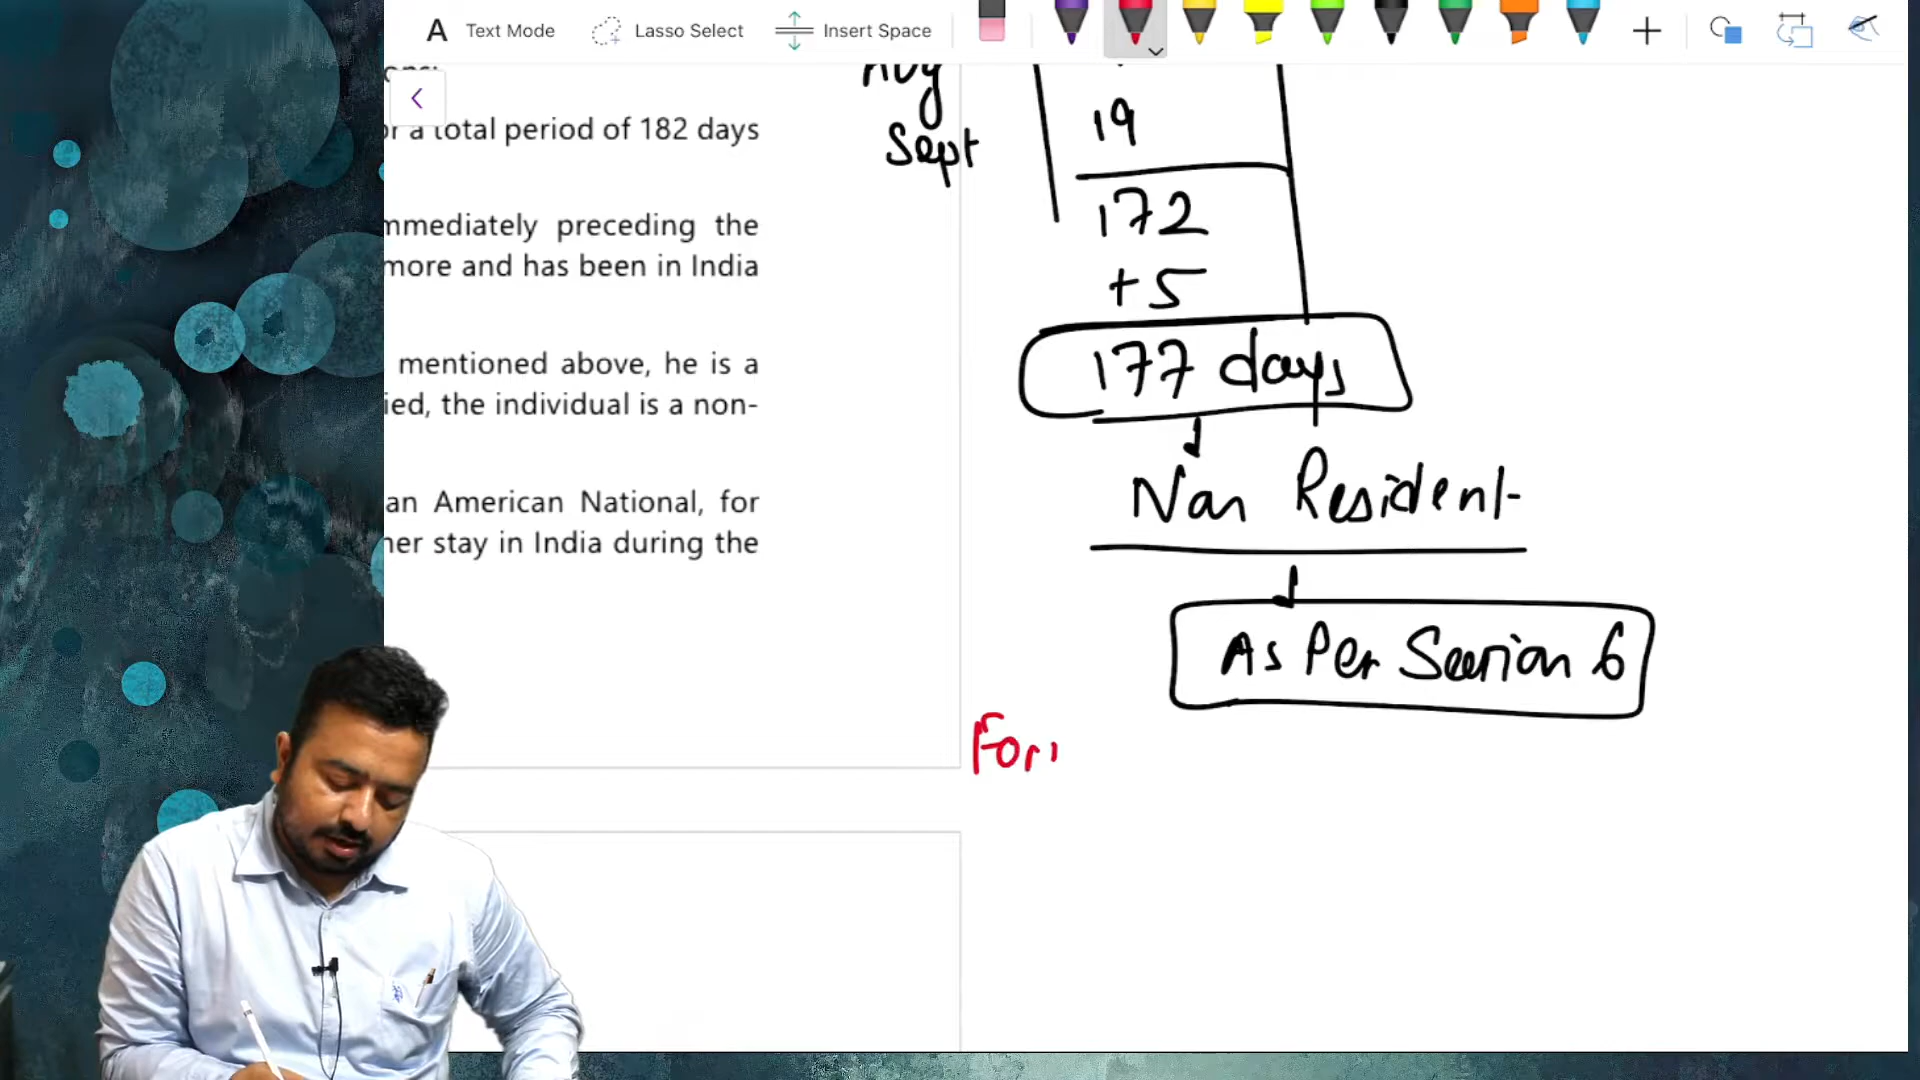 A Text Mode Lasso Select Insert Space
or a total period of 182 days
mmediately preceding the
more and has been in India
mentioned above, he is a
ied, the individual is a non-
an American National, for
her stay in India during the
Aug
19
Sept
172
+5
177 days
Non Resident
As Per Section 6
For